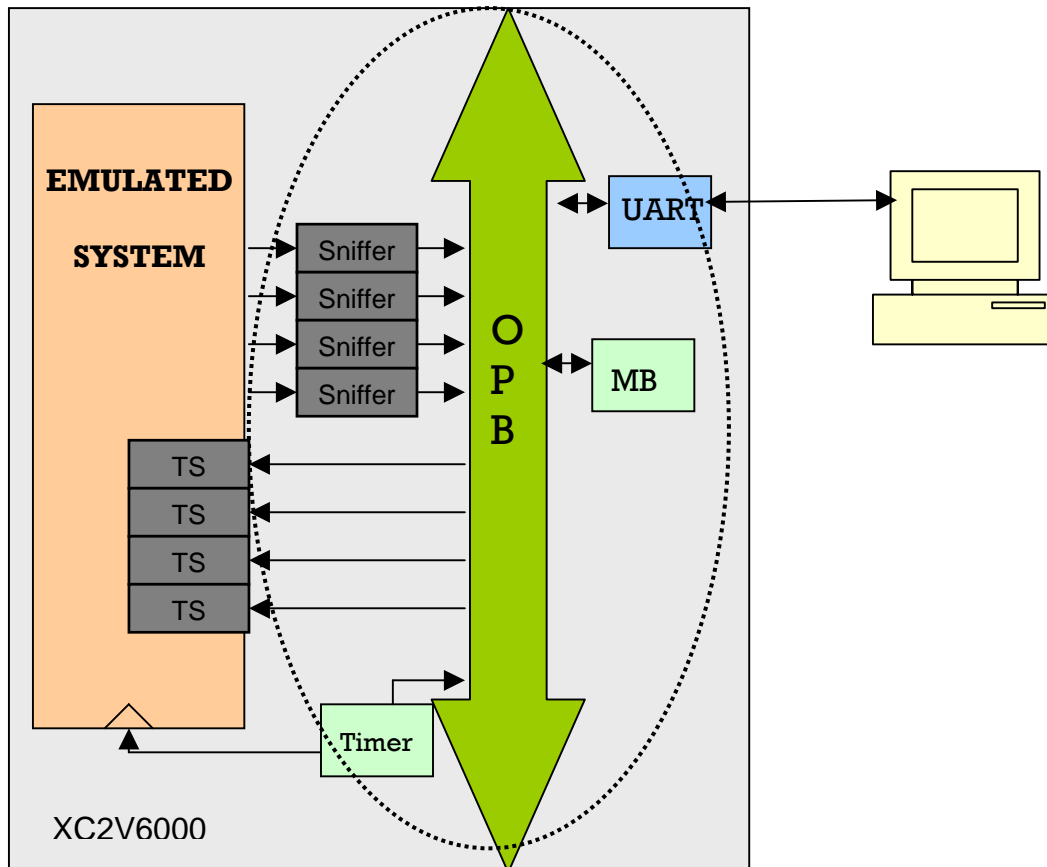 EMULATED
SYSTEM
Sniffer
Sniffer
Sniffer
Sniffer
TS
TS
TS
TS
O
P
B
UART
MB
Timer
XC2V6000